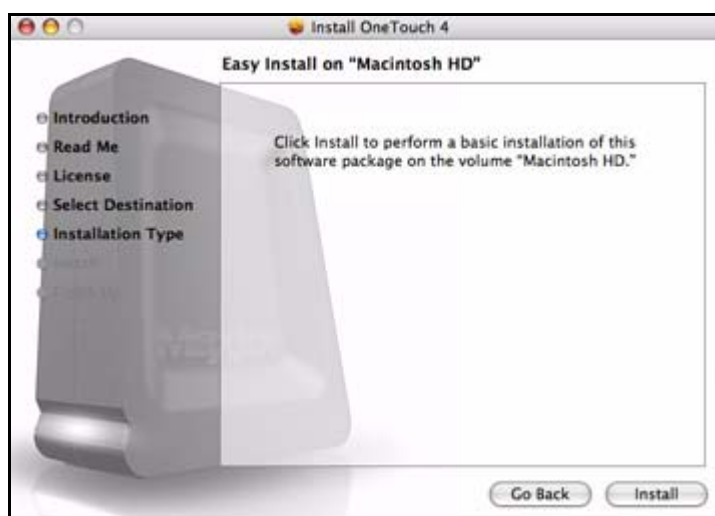 Install OneTouch 4
Easy Install on "Macintosh HD"
Introduction
Read Me
License
Select Destination
Installation Type
Click Install to perform a basic installation of this
software package on the volume "Macintosh HD."
Go Back
Install